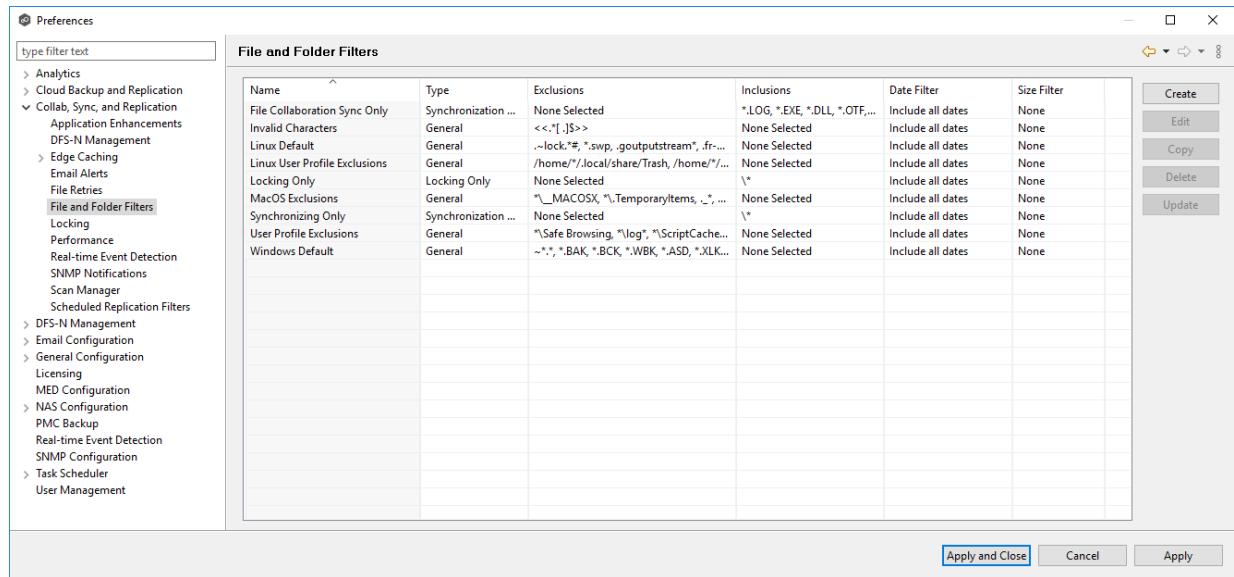 Preferences
type filter text
Analytics
Cloud Backup and Replication
Collab, Sync, and Replication
Application Enhancements
DFS-N Management
Edge Caching
Email Alerts
File Retries
File and Folder Filters
Locking
Performance
Real-time Event Detection
SNMP Notifications
Scan Manager
Scheduled Replication Filters
DFS-N Management
Email Configuration
General Configuration
Licensing
MED Configuration
NAS Configuration
PMC Backup
Real-time Event Detection
SNMP Configuration
Task Scheduler
User Management
File and Folder Filters
Name Type Exclusions Inclusions Date Filter Size Filter
File Collaboration Sync Only Synchronization ... None Selected *.LOG, *.EXE, *.DLL, *.OTF,... Include all dates None
Invalid Characters General <<.*[ .]$>> None Selected Include all dates None
Linux Default General .~lock.*#, *.swp, .goutputstream*, .fr-... None Selected Include all dates None
Linux User Profile Exclusions General /home/*/.local/share/Trash, /home/*/... None Selected Include all dates None
Locking Only Locking Only None Selected \* Include all dates None
MacOS Exclusions General *\__MACOSX, *\.TemporaryItems, ._*, ... None Selected Include all dates None
Synchronizing Only Synchronization ... None Selected \* Include all dates None
User Profile Exclusions General *\Safe Browsing, *\log*, *\ScriptCache... None Selected Include all dates None
Windows Default General ~*.*, *.BAK, *.BCK, *.WBK, *.ASD, *.XLK... None Selected Include all dates None
Create
Edit
Copy
Delete
Update
Apply and Close Cancel Apply